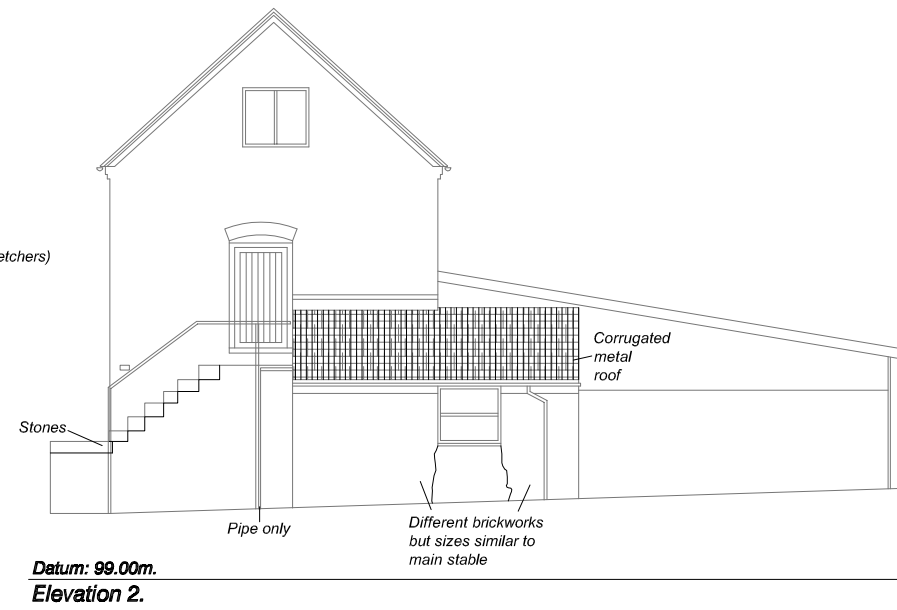 etchers)
Corrugated
metal
roof
Stones
Pipe only
Different brickworks
but sizes similar to
main stable
Datum: 99.00m.
Elevation 2.